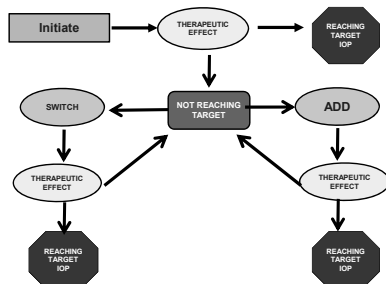 Initiate
THERAPEUTIC
EFFECT
REACHING
TARGET
IOP
SWITCH
NOT REACHING
TARGET
ADD
THERAPEUTIC
EFFECT
THERAPEUTIC
EFFECT
REACHING
TARGET
IOP
REACHING
TARGET
IOP